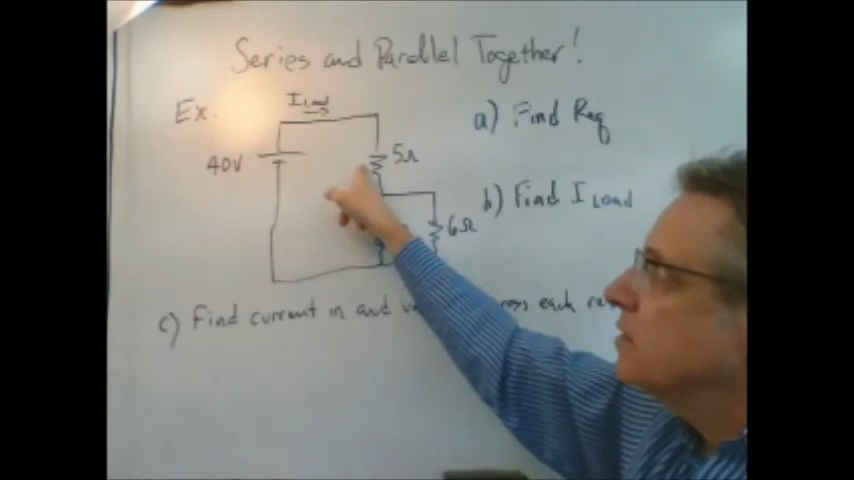 Series and Parallel Together!
Ex.
I Load
40V
5Ω
6Ω
a) Find Req
b) Find I Load
c) Find current in and each